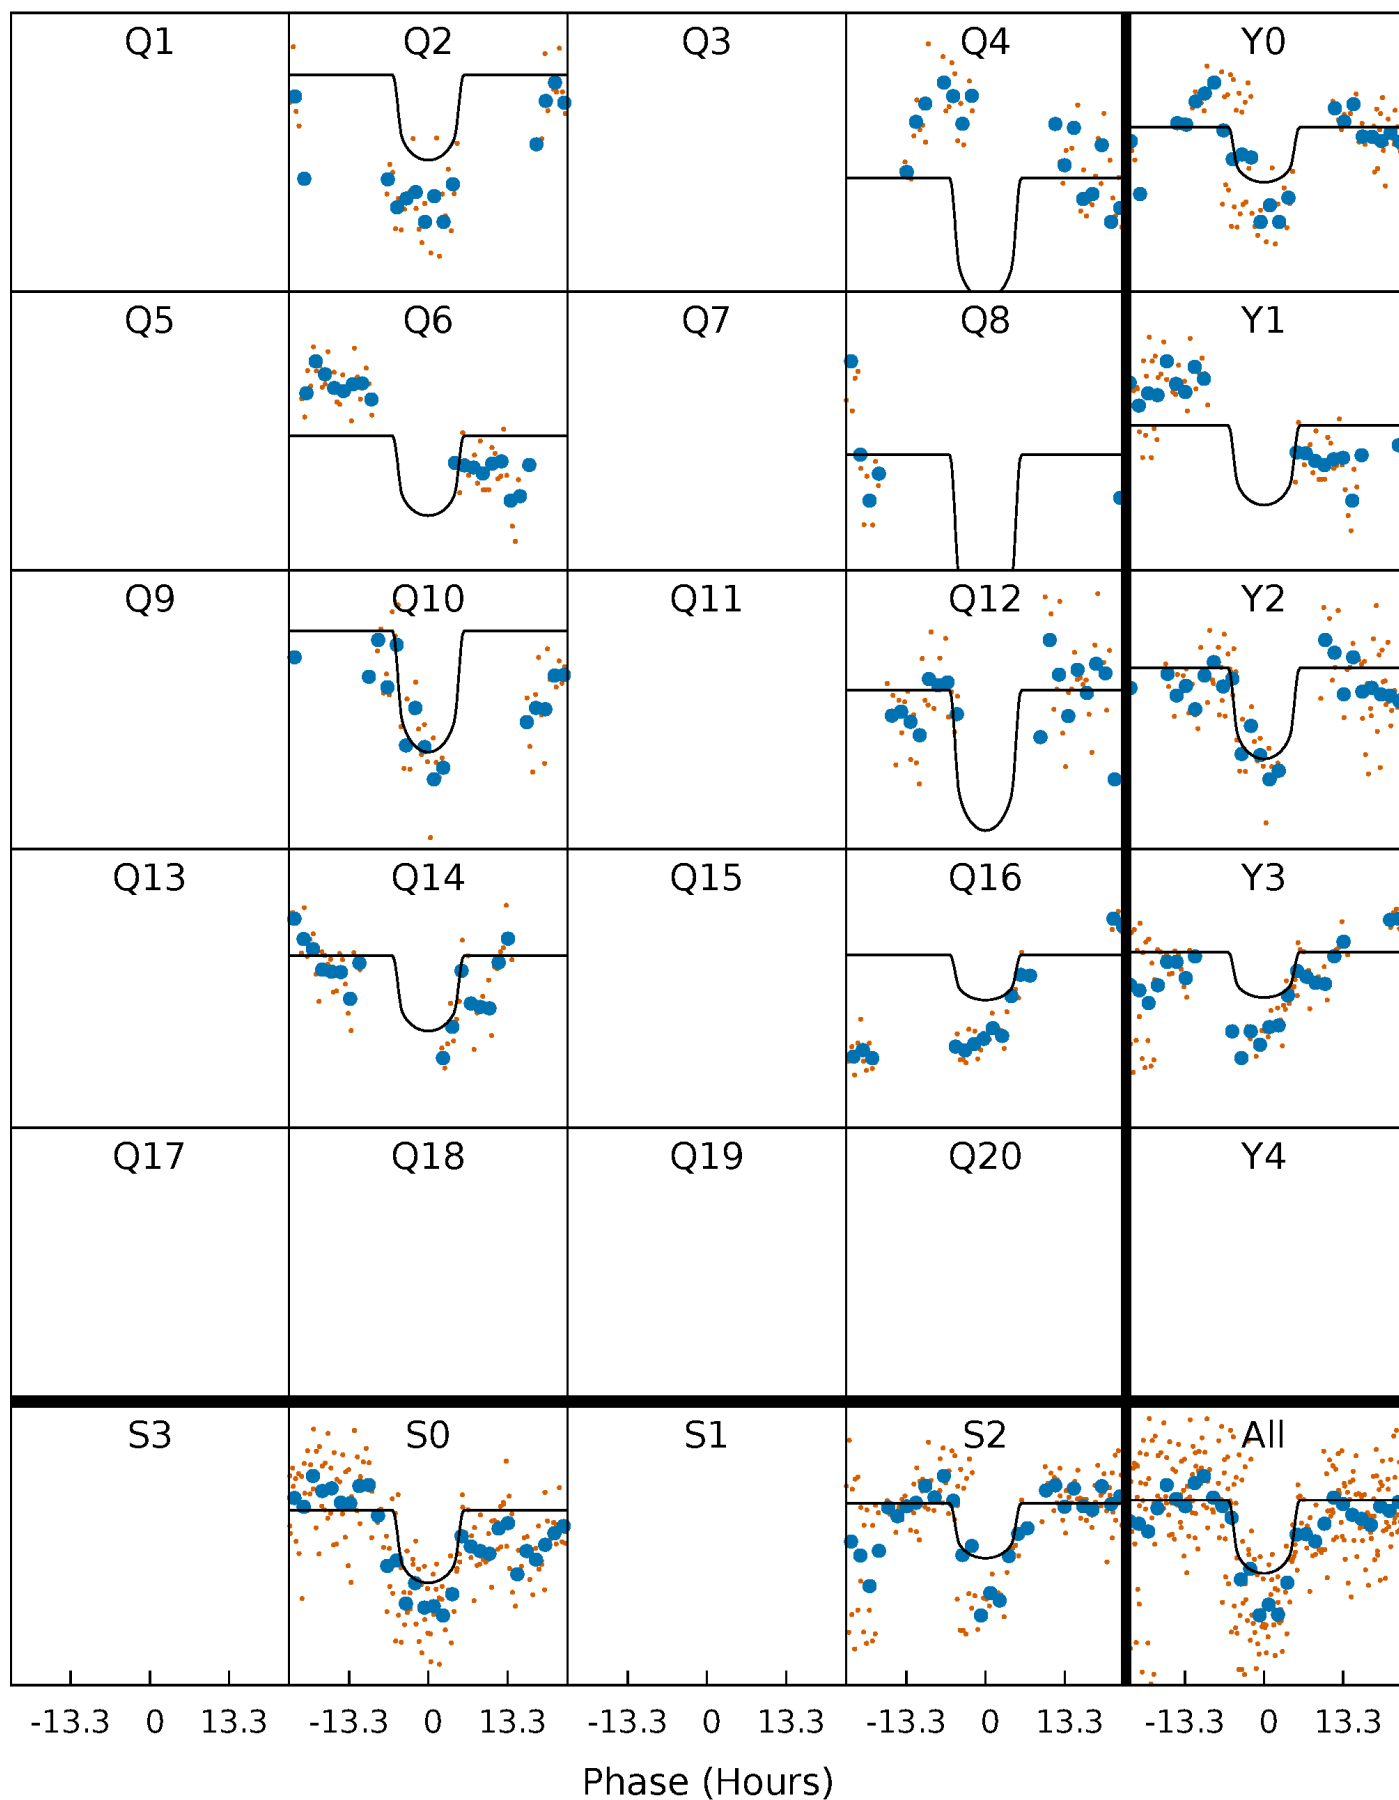 Q1 Q2 Q3 Q4 Y0
Q5 Q6 Q7 Q8 Y1
Q9 Q10 Q11 Q12 Y2
Q13 Q14 Q15 Q16 Y3
Q17 Q18 Q19 Q20 Y4
S3 S0 S1 S2 All
-13.3 0 13.3 -13.3 0 13.3 -13.3 0 13.3 -13.3 0 13.3 -13.3 0 13.3
Phase (Hours)